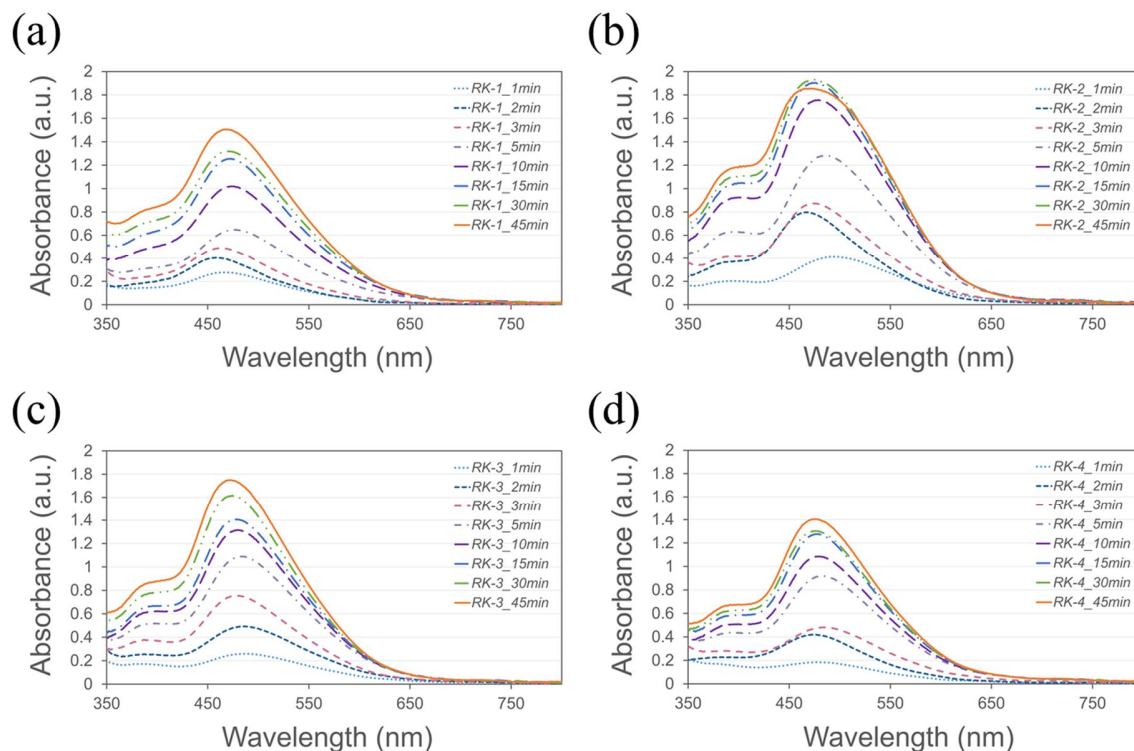 (a)
Absorbance (a.u.)
2
1.8
1.6
1.4
1.2
1
0.8
0.6
0.4
0.2
0
350
450
550
650
750
Wavelength (nm)
RK-1_1min
RK-1_2min
RK-1_3min
RK-1_5min
RK-1_10min
RK-1_15min
RK-1_30min
RK-1_45min
(b)
Absorbance (a.u.)
2
1.8
1.6
1.4
1.2
1
0.8
0.6
0.4
0.2
0
350
450
550
650
750
Wavelength (nm)
RK-2_1min
RK-2_2min
RK-2_3min
RK-2_5min
RK-2_10min
RK-2_15min
RK-2_30min
RK-2_45min
(c)
Absorbance (a.u.)
2
1.8
1.6
1.4
1.2
1
0.8
0.6
0.4
0.2
0
350
450
550
650
750
Wavelength (nm)
RK-3_1min
RK-3_2min
RK-3_3min
RK-3_5min
RK-3_10min
RK-3_15min
RK-3_30min
RK-3_45min
(d)
Absorbance (a.u.)
2
1.8
1.6
1.4
1.2
1
0.8
0.6
0.4
0.2
0
350
450
550
650
750
Wavelength (nm)
RK-4_1min
RK-4_2min
RK-4_3min
RK-4_5min
RK-4_10min
RK-4_15min
RK-4_30min
RK-4_45min